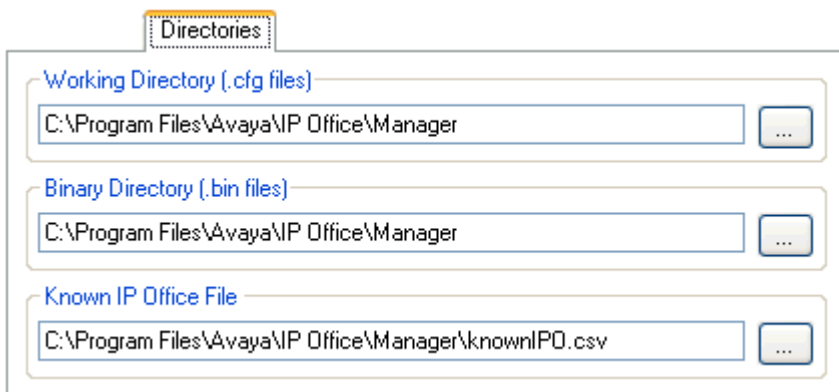 Directories
Working Directory (.cfg files)
C:\Program Files\Avaya\IP Office\Manager
...
Binary Directory (.bin files)
C:\Program Files\Avaya\IP Office\Manager
...
Known IP Office File
C:\Program Files\Avaya\IP Office\Manager\knownIPO.csv
...